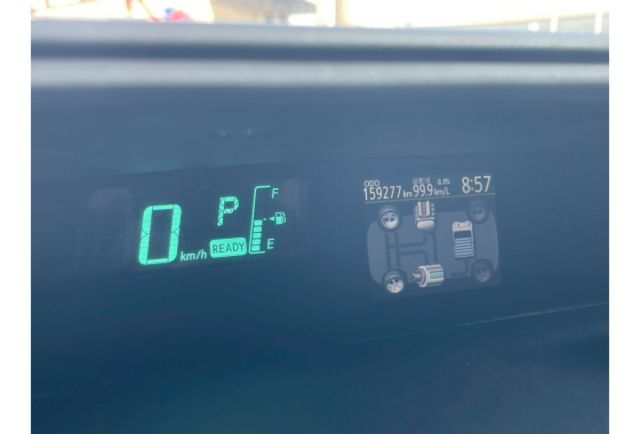 P
F
0 km/h READY E
ODO a.m.
159277 km 99.9 km/L 8:57